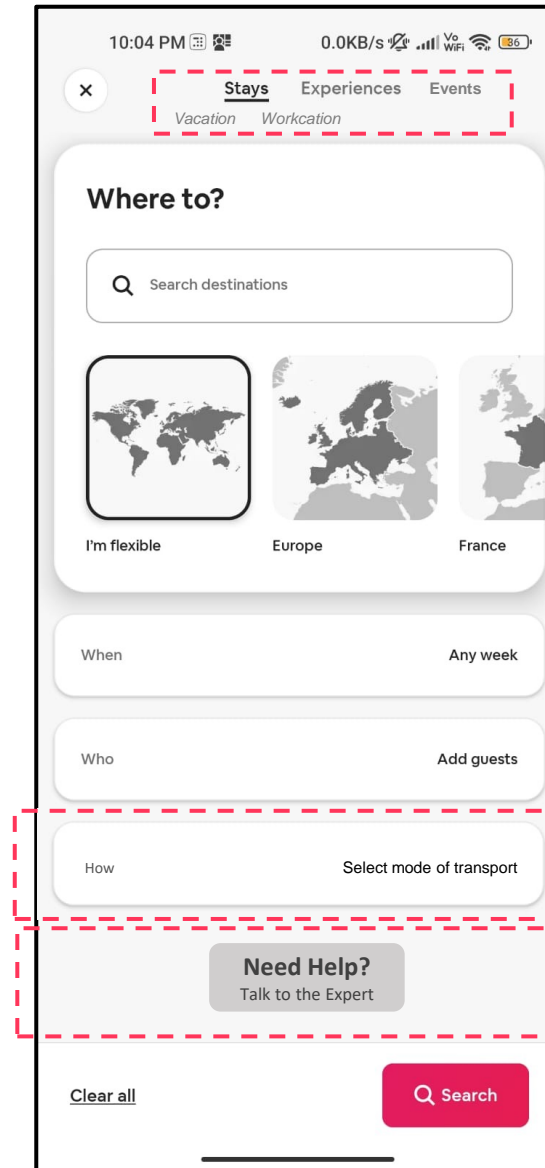 10:04 PM 0.0KB/s Vo WiFi 36
Stays Experiences Events
Vacation Workcation
Where to?
Search destinations
I'm flexible Europe France
When Any week
Who Add guests
How Select mode of transport
Need Help?
Talk to the Expert
Clear all Search